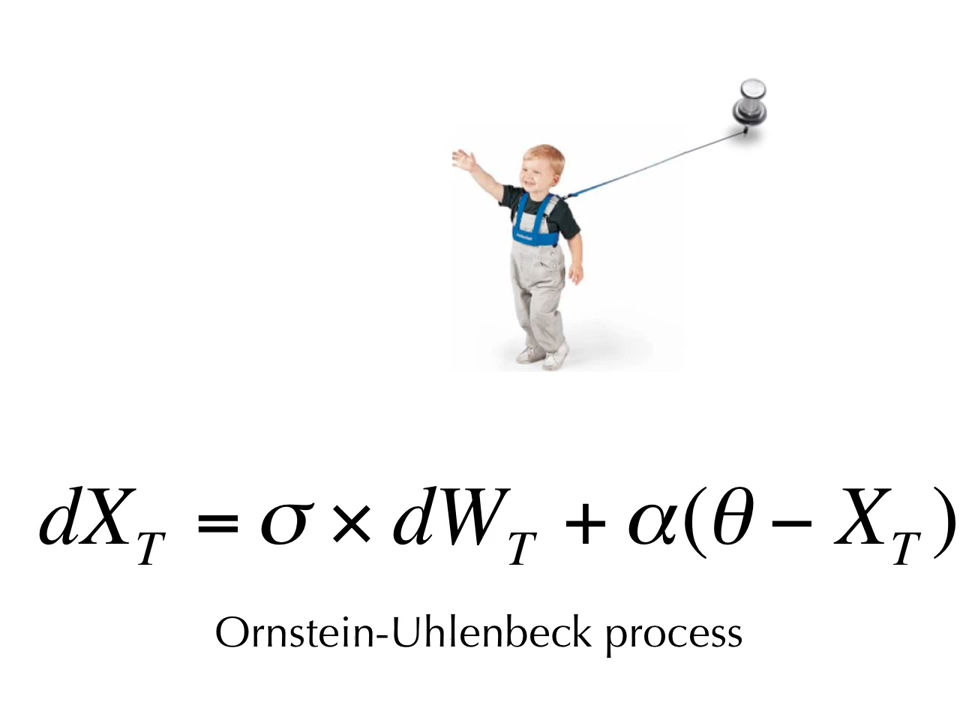 dX_T = σ × dW_T + α(θ − X_T)
Ornstein-Uhlenbeck process